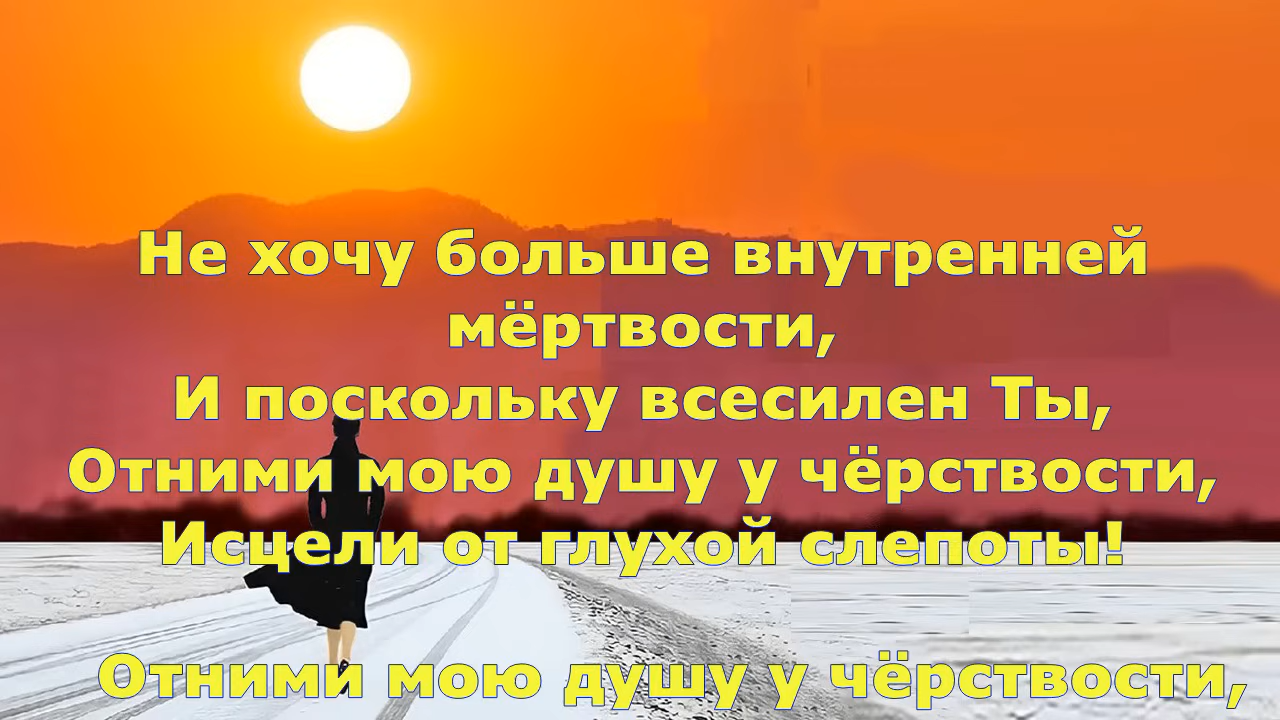 Не хочу больше внутренней
мёртвости,
И поскольку всесилен Ты,
Отними мою душу у чёрствости,
Исцели от глухой слепоты!
Отними мою душу у чёрствости,